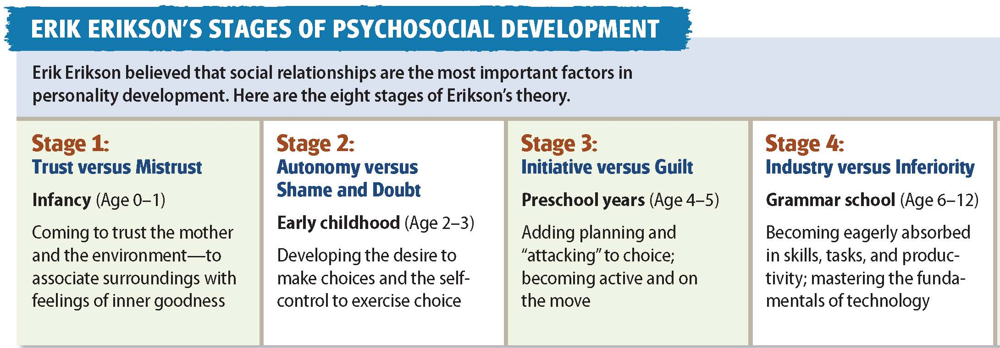 ERIK ERIKSON’S STAGES OF PSYCHOSOCIAL DEVELOPMENT
Erik Erikson believed that social relationships are the most important factors in
personality development. Here are the eight stages of Erikson’s theory.
Stage 1:
Trust versus Mistrust
Infancy (Age 0–1)
Coming to trust the mother
and the environment—to
associate surroundings with
feelings of inner goodness
Stage 2:
Autonomy versus
Shame and Doubt
Early childhood (Age 2–3)
Developing the desire to
make choices and the self-
control to exercise choice
Stage 3:
Initiative versus Guilt
Preschool years (Age 4–5)
Adding planning and
“attacking” to choice;
becoming active and on
the move
Stage 4:
Industry versus Inferiority
Grammar school (Age 6–12)
Becoming eagerly absorbed
in skills, tasks, and produc-
tivity; mastering the funda-
mentals of technology